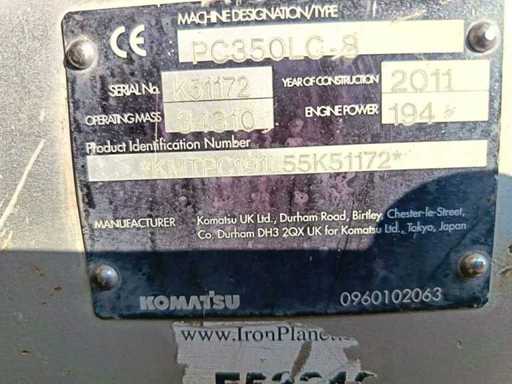 MACHINE DESIGNATION/TYPE
CE PC350LC-8
SERIAL No. K51172 YEAR OF CONSTRUCTION 2011
OPERATING MASS 34310 ENGINE POWER 194
Product Identification Number
55K51172*
MANUFACTURER Komatsu UK Ltd., Durham Road, Birtley, Chester-le-Street,
Co. Durham DH3 2QX UK for Komatsu Ltd., Tokyo, Japan
KOMATSU 0960102063
www.IronPlanet.